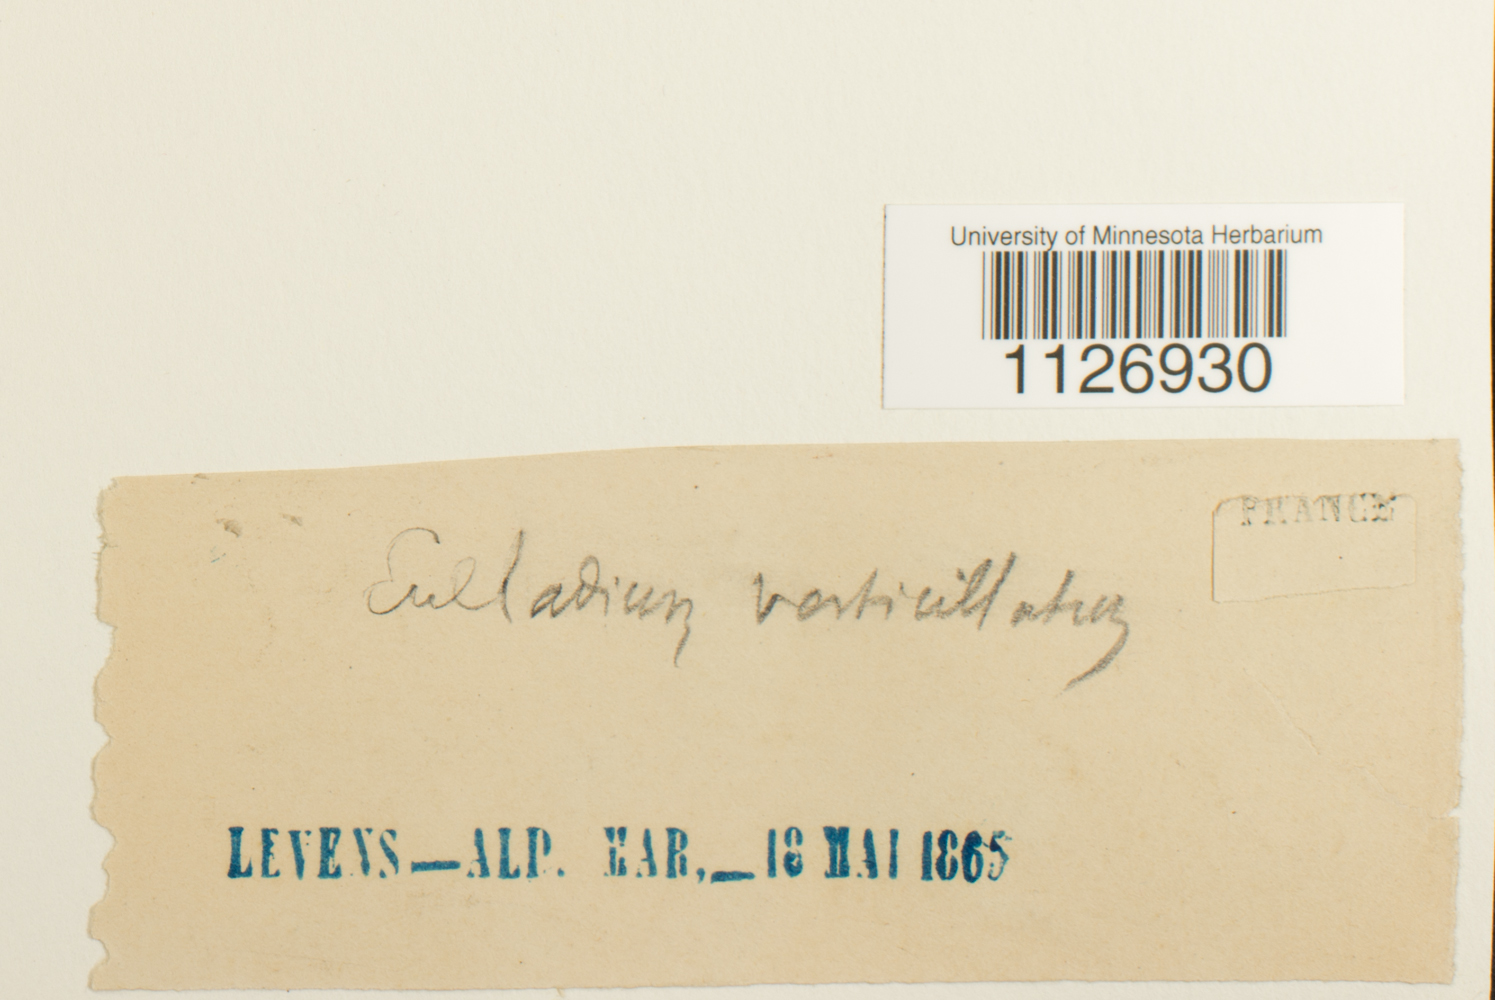 University of Minnesota Herbarium
1126930
FRANCE
Eucladium verticillatum
LEVENS — ALP. MAR, — 18 MAI 1865